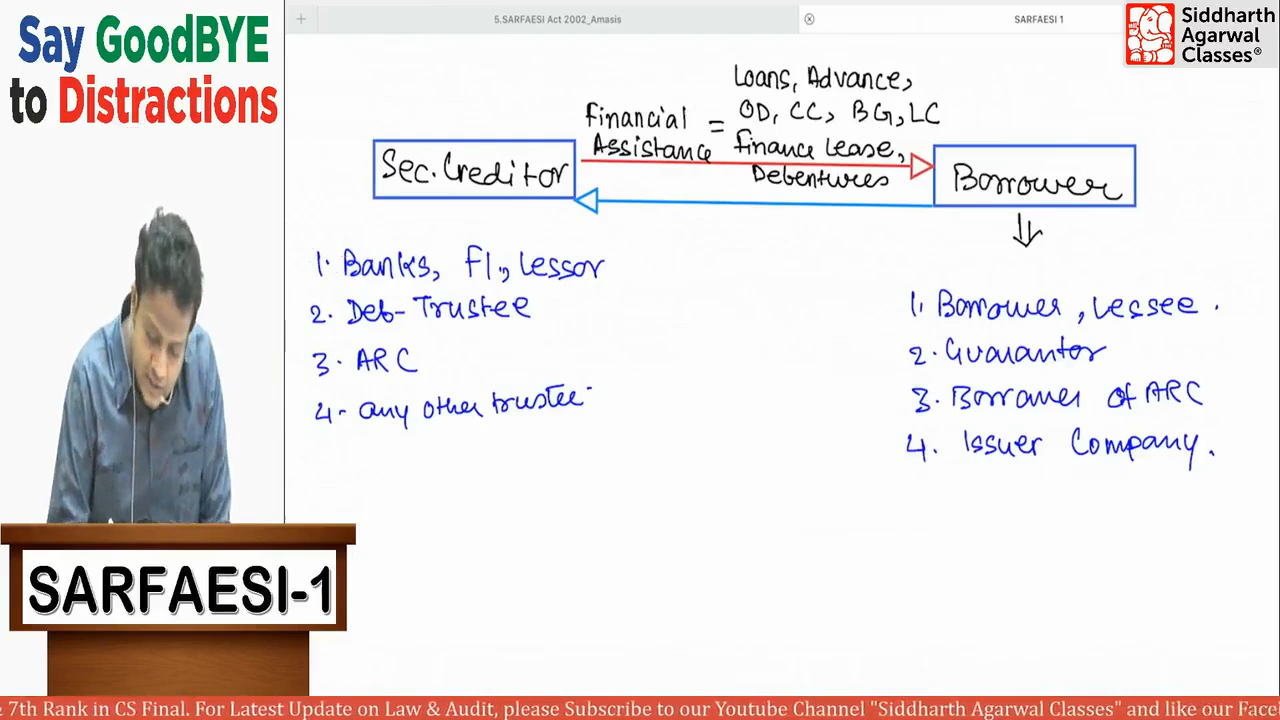 Say GoodBYE
to Distractions
5.SARFAESI Act 2002_Amasis
SARFAESI 1
Siddharth
Agarwal
Classes®
Financial
Assistance
=
Loans, Advance,
OD, CC, BG, LC
Finance Lease,
Debentures
Sec. Creditor
Borrower
1. Banks, FI., Lessor
2. Deb-Trustee
3. ARC
4- any other trustee
1. Borrower, Lessee.
2. Guarantor
3. Borrower of ARC
4. Issuer Company.
SARFAESI-1
7th Rank in CS Final. For Latest Update on Law & Audit, please Subscribe to our Youtube Channel "Siddharth Agarwal Classes" and like our Face